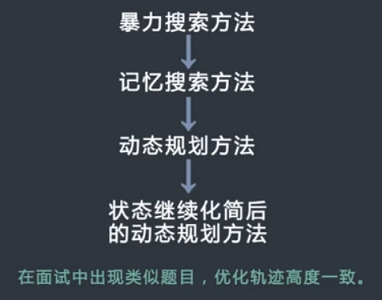 暴力搜索方法
记忆搜索方法
动态规划方法
状态继续化简后
的动态规划方法
在面试中出现类似题目，优化轨迹高度一致。